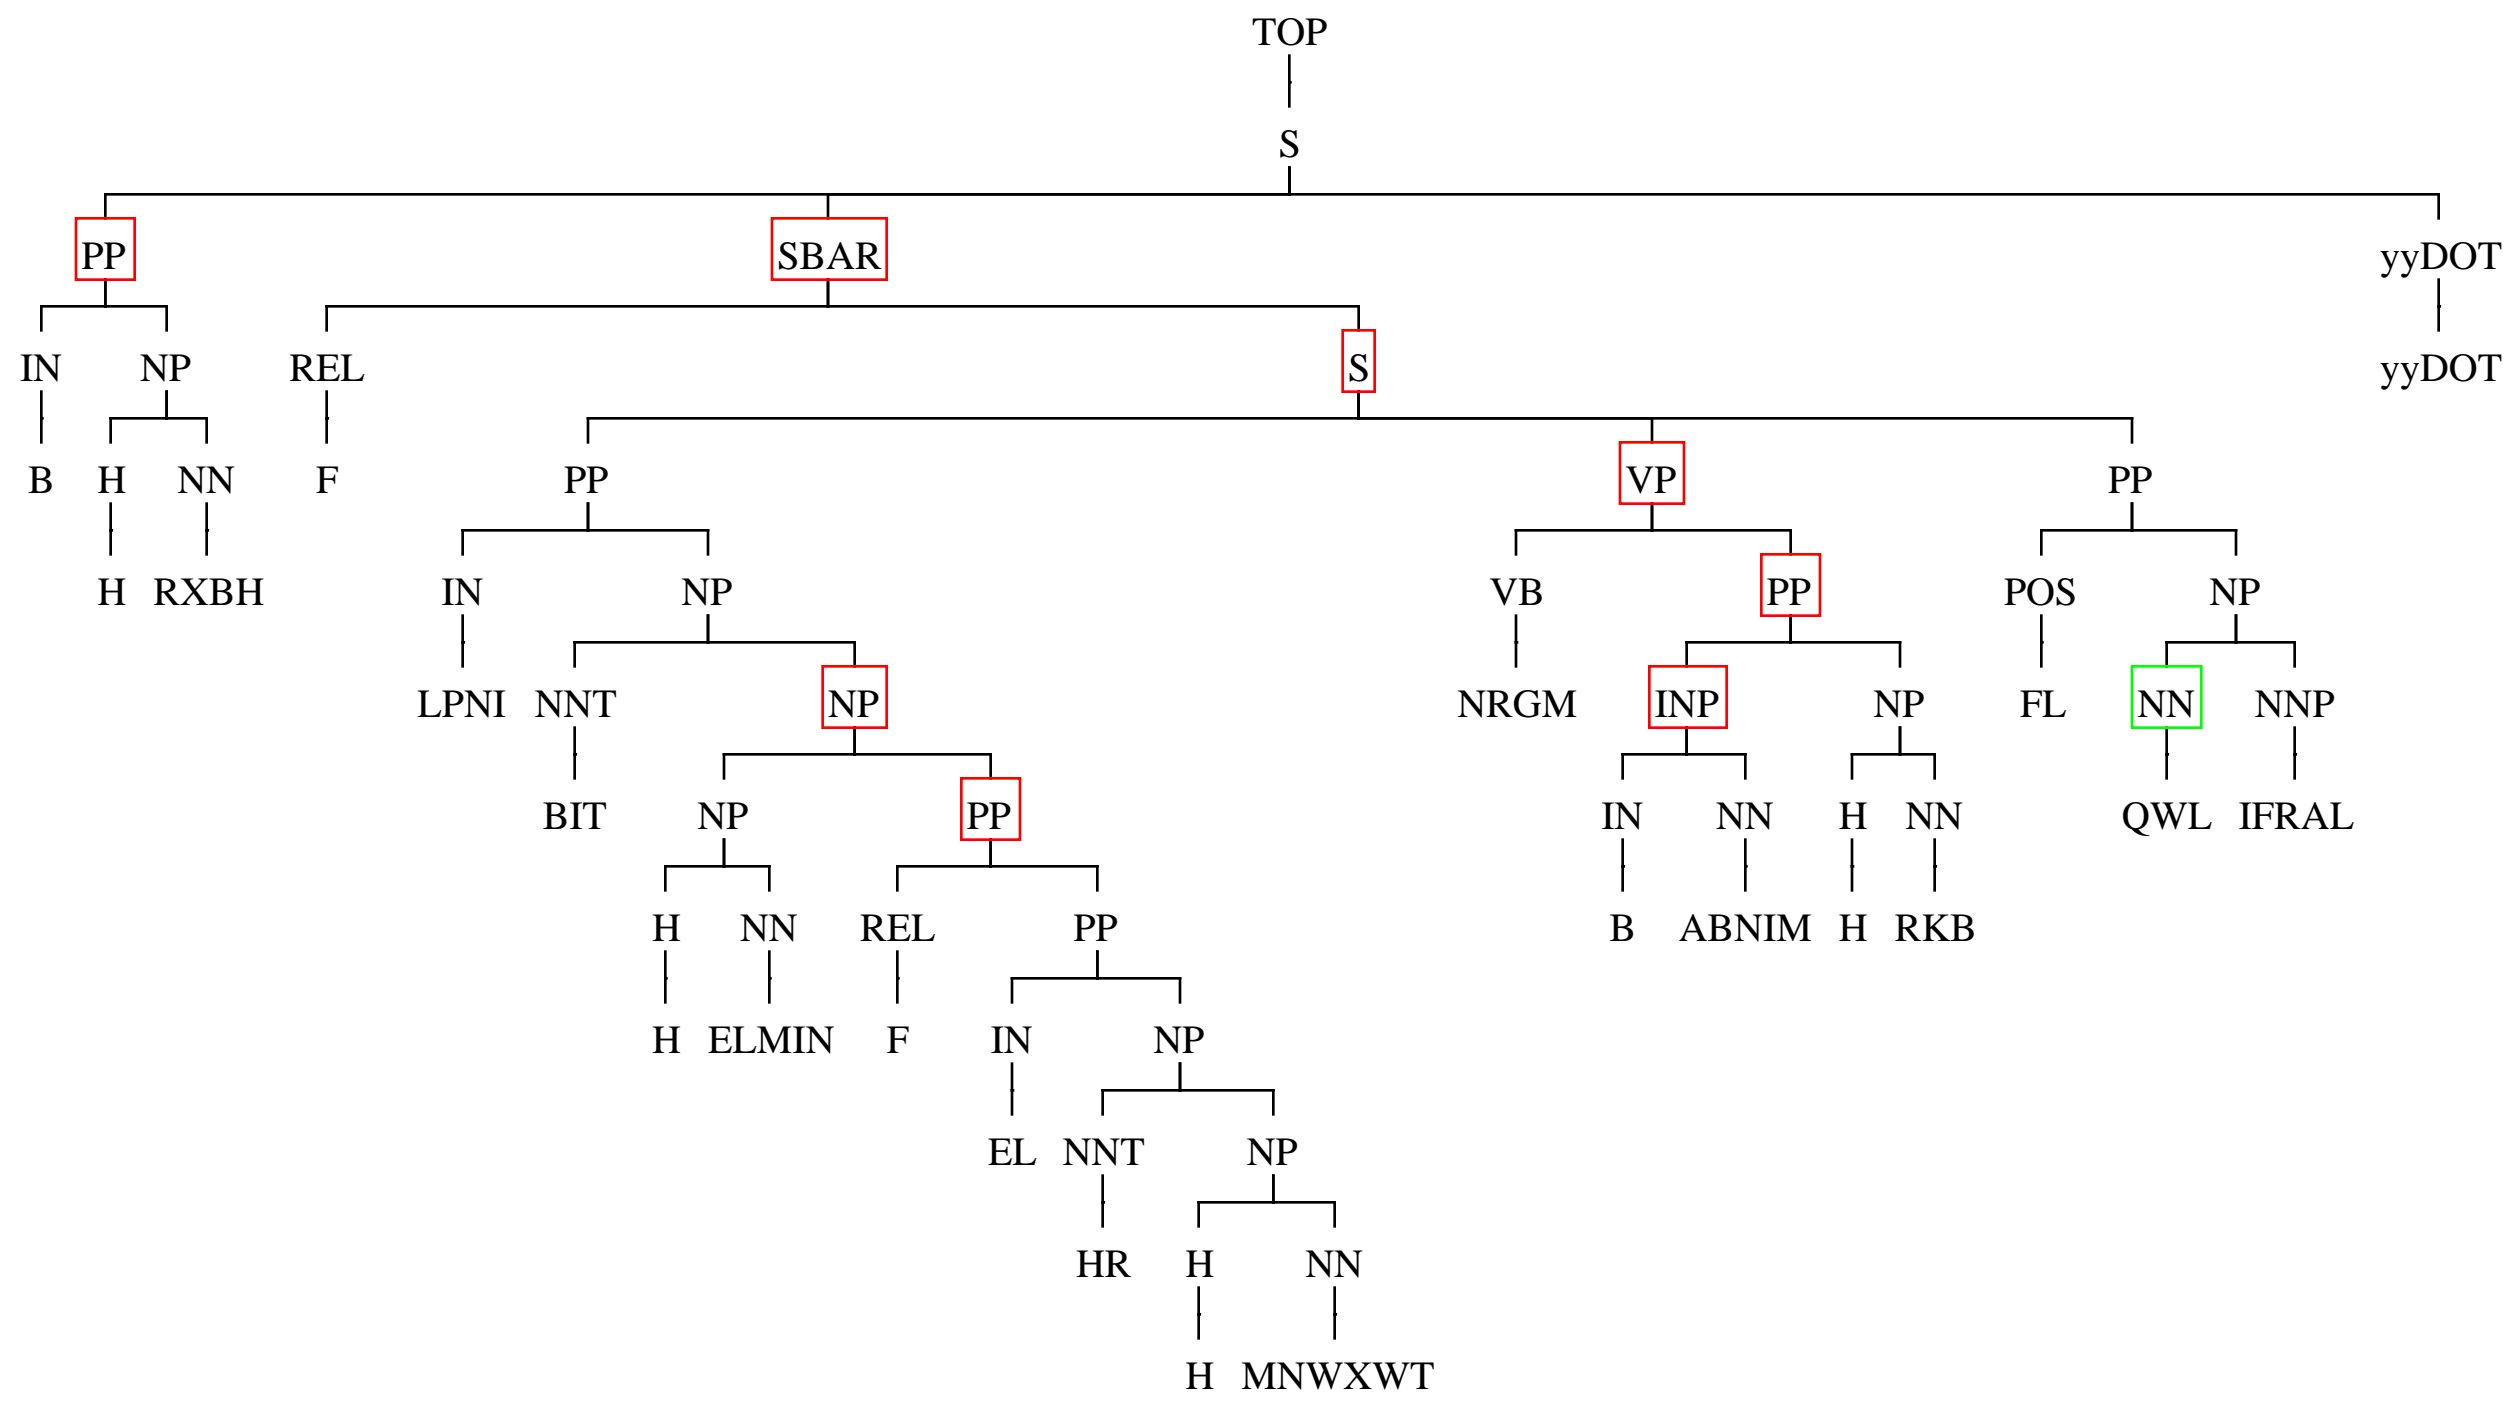 TOP
S
PP SBAR yyDOT
IN NP REL S yyDOT
B H NN F PP VP PP
H RXBH IN NP VB PP POS NP
LPNI NNT NP NRGM INP NP FL NN NNP
BIT NP PP IN NN H NN QWL IFRAL
H NN REL PP B ABNIM H RKB
H ELMIN F IN NP
EL NNT NP
HR H NN
H MNWXWT